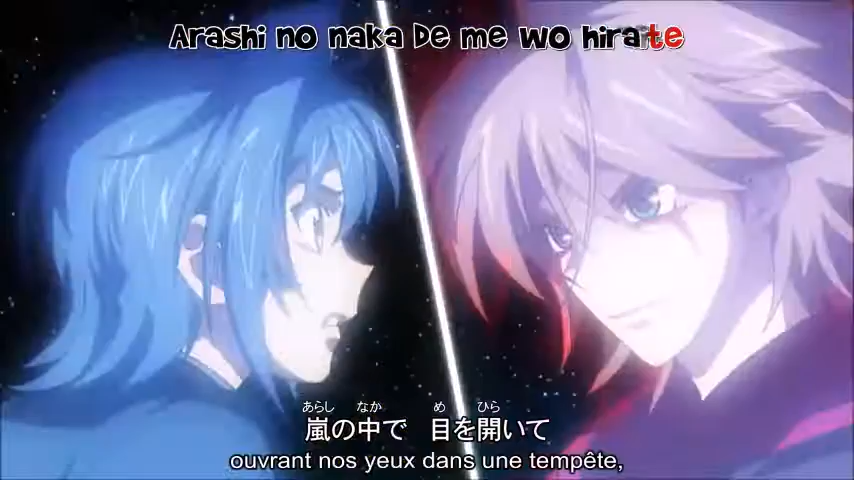 Arashi no naka De me wo hiraite
あらし なか め ひら
嵐の中で 目を開いて
ouvrant nos yeux dans une tempête,